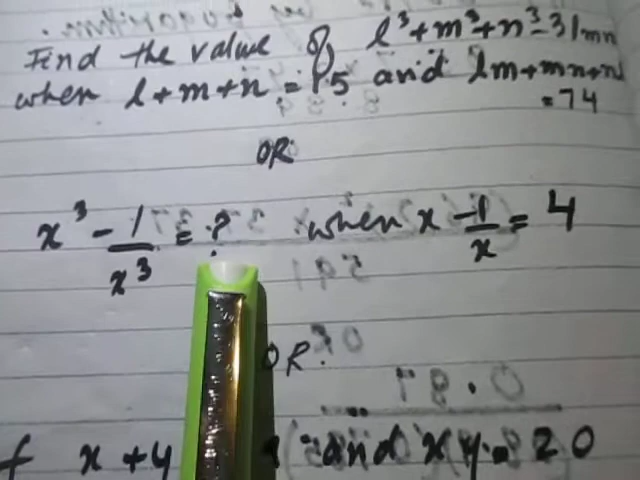 Find the value of l³+m³+n³-3lmn
when l+m+n = 15 and lm+mn+nl
= 74
OR
x³ - 1/x³ = ? when x - 1/x = 4
OR
x + y and xy = 20